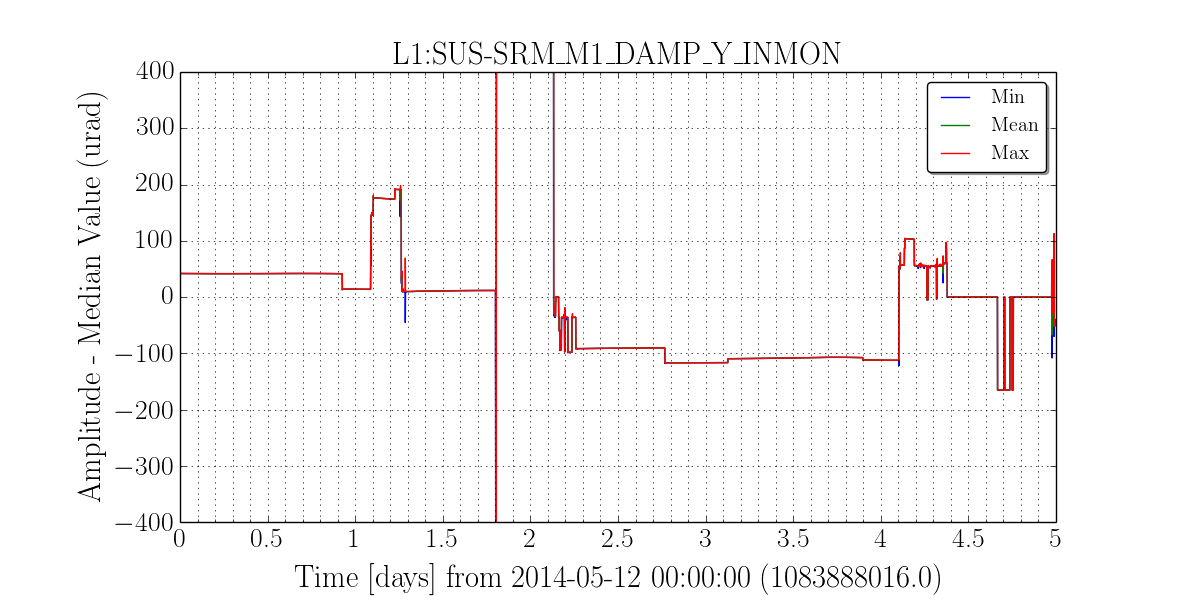 L1:SUS-SRM_M1_DAMP_Y_INMON
Amplitude - Median Value (urad)
400
300
200
100
0
−100
−200
−300
−400
Min
Mean
Max
0 0.5 1 1.5 2 2.5 3 3.5 4 4.5 5
Time [days] from 2014-05-12 00:00:00 (1083888016.0)